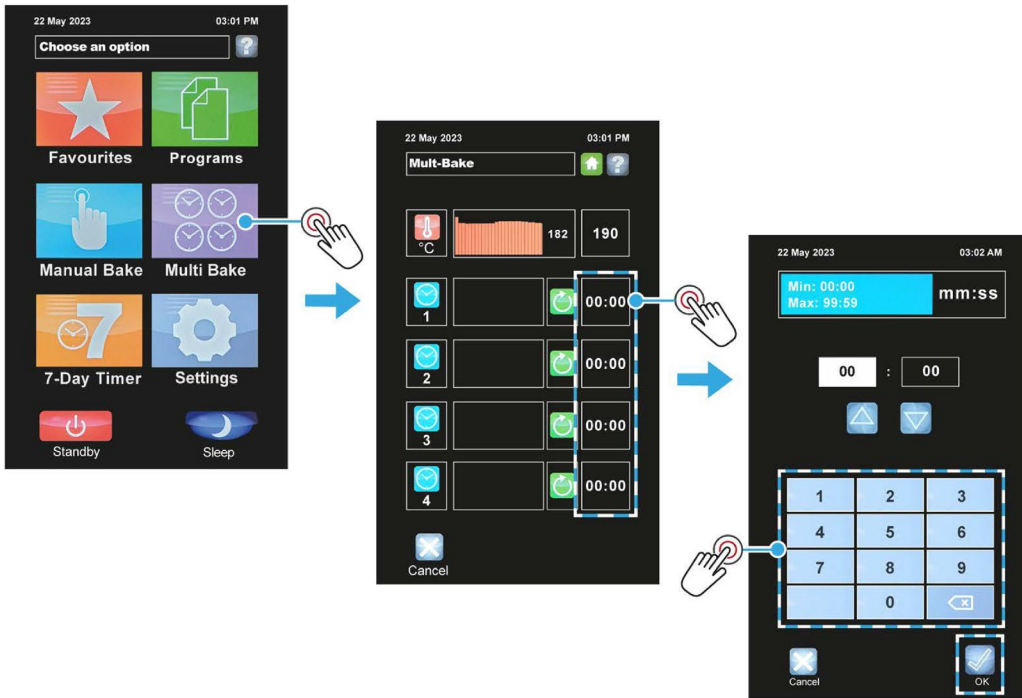 22 May 2023 03:01 PM
Choose an option ?
Favourites Programs
Manual Bake Multi Bake
7
7-Day Timer Settings
Standby Sleep
22 May 2023 03:01 PM
Mult-Bake ?
°C 182 190
1 00:00
2 00:00
3 00:00
4 00:00
Cancel
22 May 2023 03:02 AM
Min: 00:00
Max: 99:59
mm:ss
00 : 00
1 2 3
4 5 6
7 8 9
0
Cancel OK